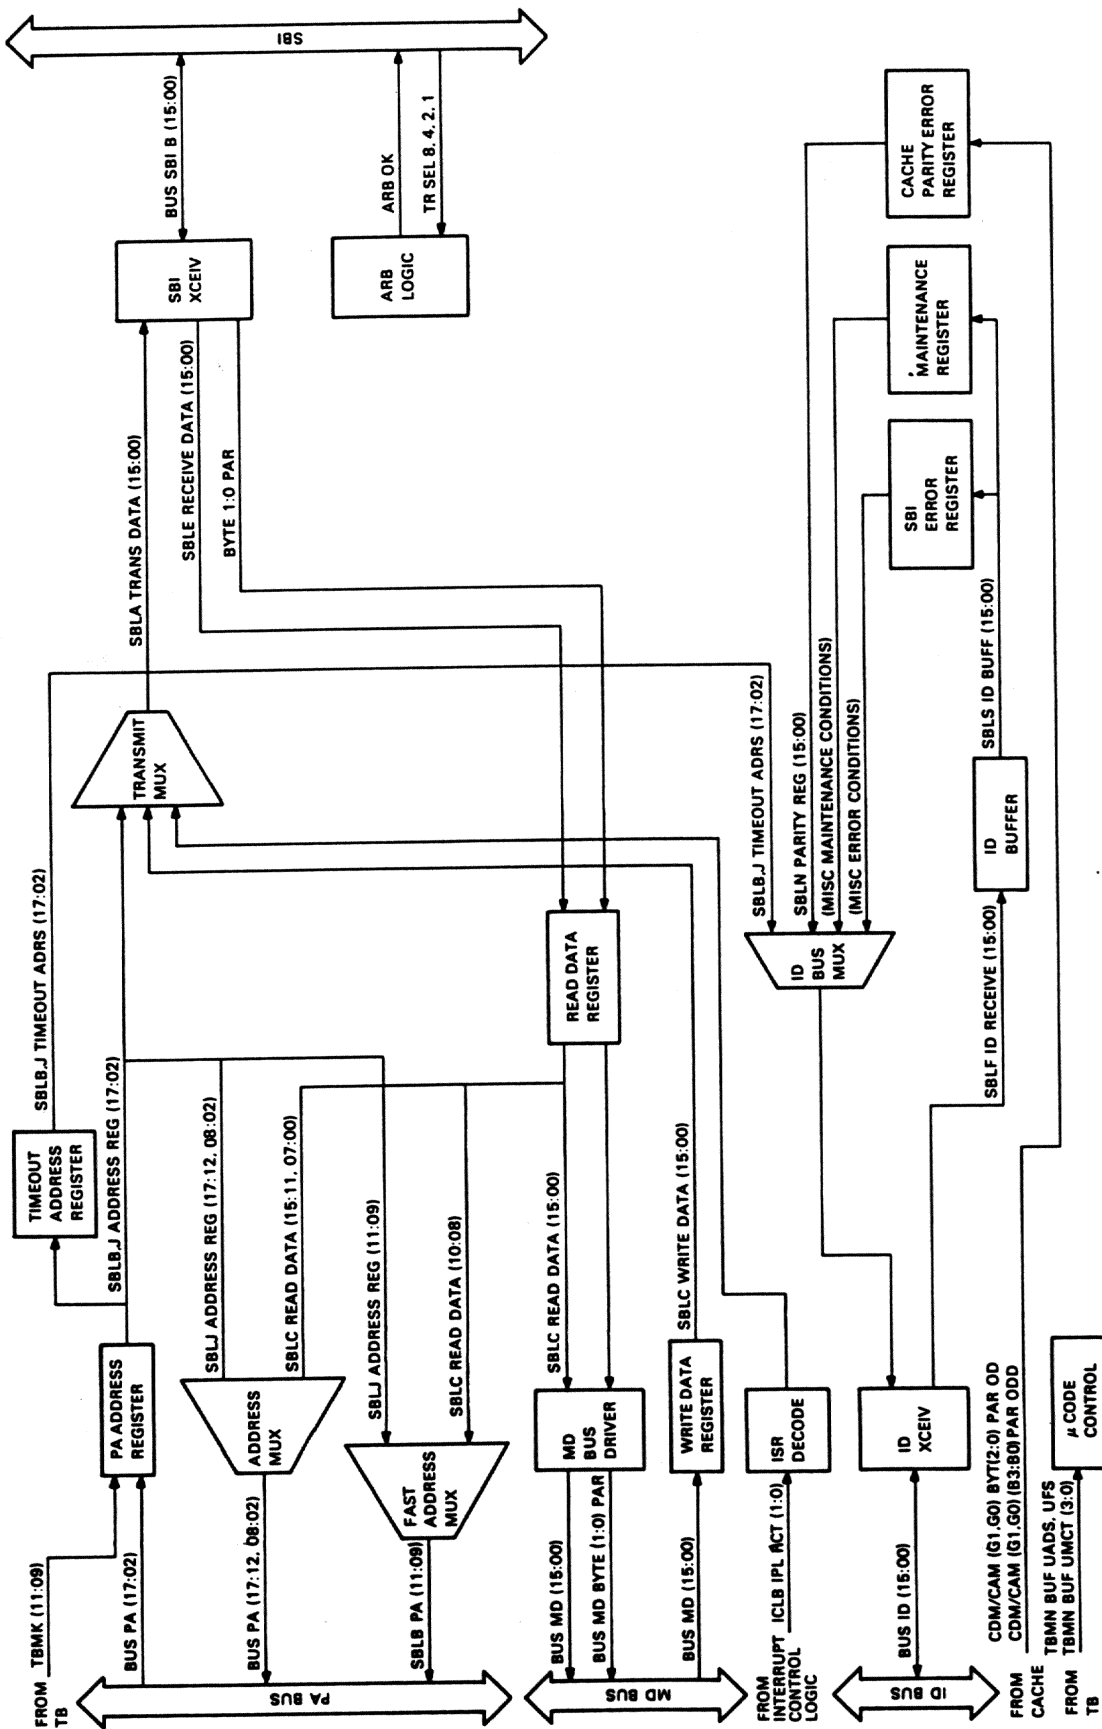 SBI
BUS SBI B (15:00)
ARB OK
TR SEL 8, 4, 2, 1
SBI
XCEIV
ARB
LOGIC
CACHE
PARITY ERROR
REGISTER
MAINTENANCE
REGISTER
SBI
ERROR
REGISTER
SBLA TRANS DATA (15:00)
SBLE RECEIVE DATA (15:00)
BYTE 1:0 PAR
TRANSMIT
MUX
SBLB,J TIMEOUT ADRS (17:02)
SBLN PARITY REG (15:00)
(MISC MAINTENANCE CONDITIONS)
(MISC ERROR CONDITIONS)
SBLS ID BUFF (15:00)
ID
BUFFER
SBLB,J TIMEOUT ADRS (17:02)
READ DATA
REGISTER
ID
BUS
MUX
SBLF ID RECEIVE (15:00)
TIMEOUT
ADDRESS
REGISTER
SBLB,J ADDRESS REG (17:02)
SBLJ ADDRESS REG (17:12, 08:02)
SBLC READ DATA (15:11, 07:00)
SBLJ ADDRESS REG (11:09)
SBLC READ DATA (10:08)
SBLC READ DATA (15:00)
SBLC WRITE DATA (15:00)
PA ADDRESS
REGISTER
ADDRESS
MUX
FAST
ADDRESS
MUX
MD
BUS
DRIVER
WRITE DATA
REGISTER
ISR
DECODE
ID
XCEIV
μ CODE
CONTROL
FROM TBMK (11:09)
TB
BUS PA (17:02)
BUS PA (17:12, 08:02)
SBLB PA (11:09)
BUS MD (15:00)
BUS MD BYTE (1:0) PAR
BUS MD (15:00)
FROM
INTERRUPT ICLB IPL RCT (1:0)
CONTROL
LOGIC
BUS ID (15:00)
FROM CDM/CAM (G1,G0) BYT(2:0) PAR OD
CACHE CDM/CAM (G1,G0) (B3:B0) PAR ODD
FROM TBMN BUF UADS, UFS
TB TBMN BUF UMCT (3:0)
PA BUS
MD BUS
ID BUS